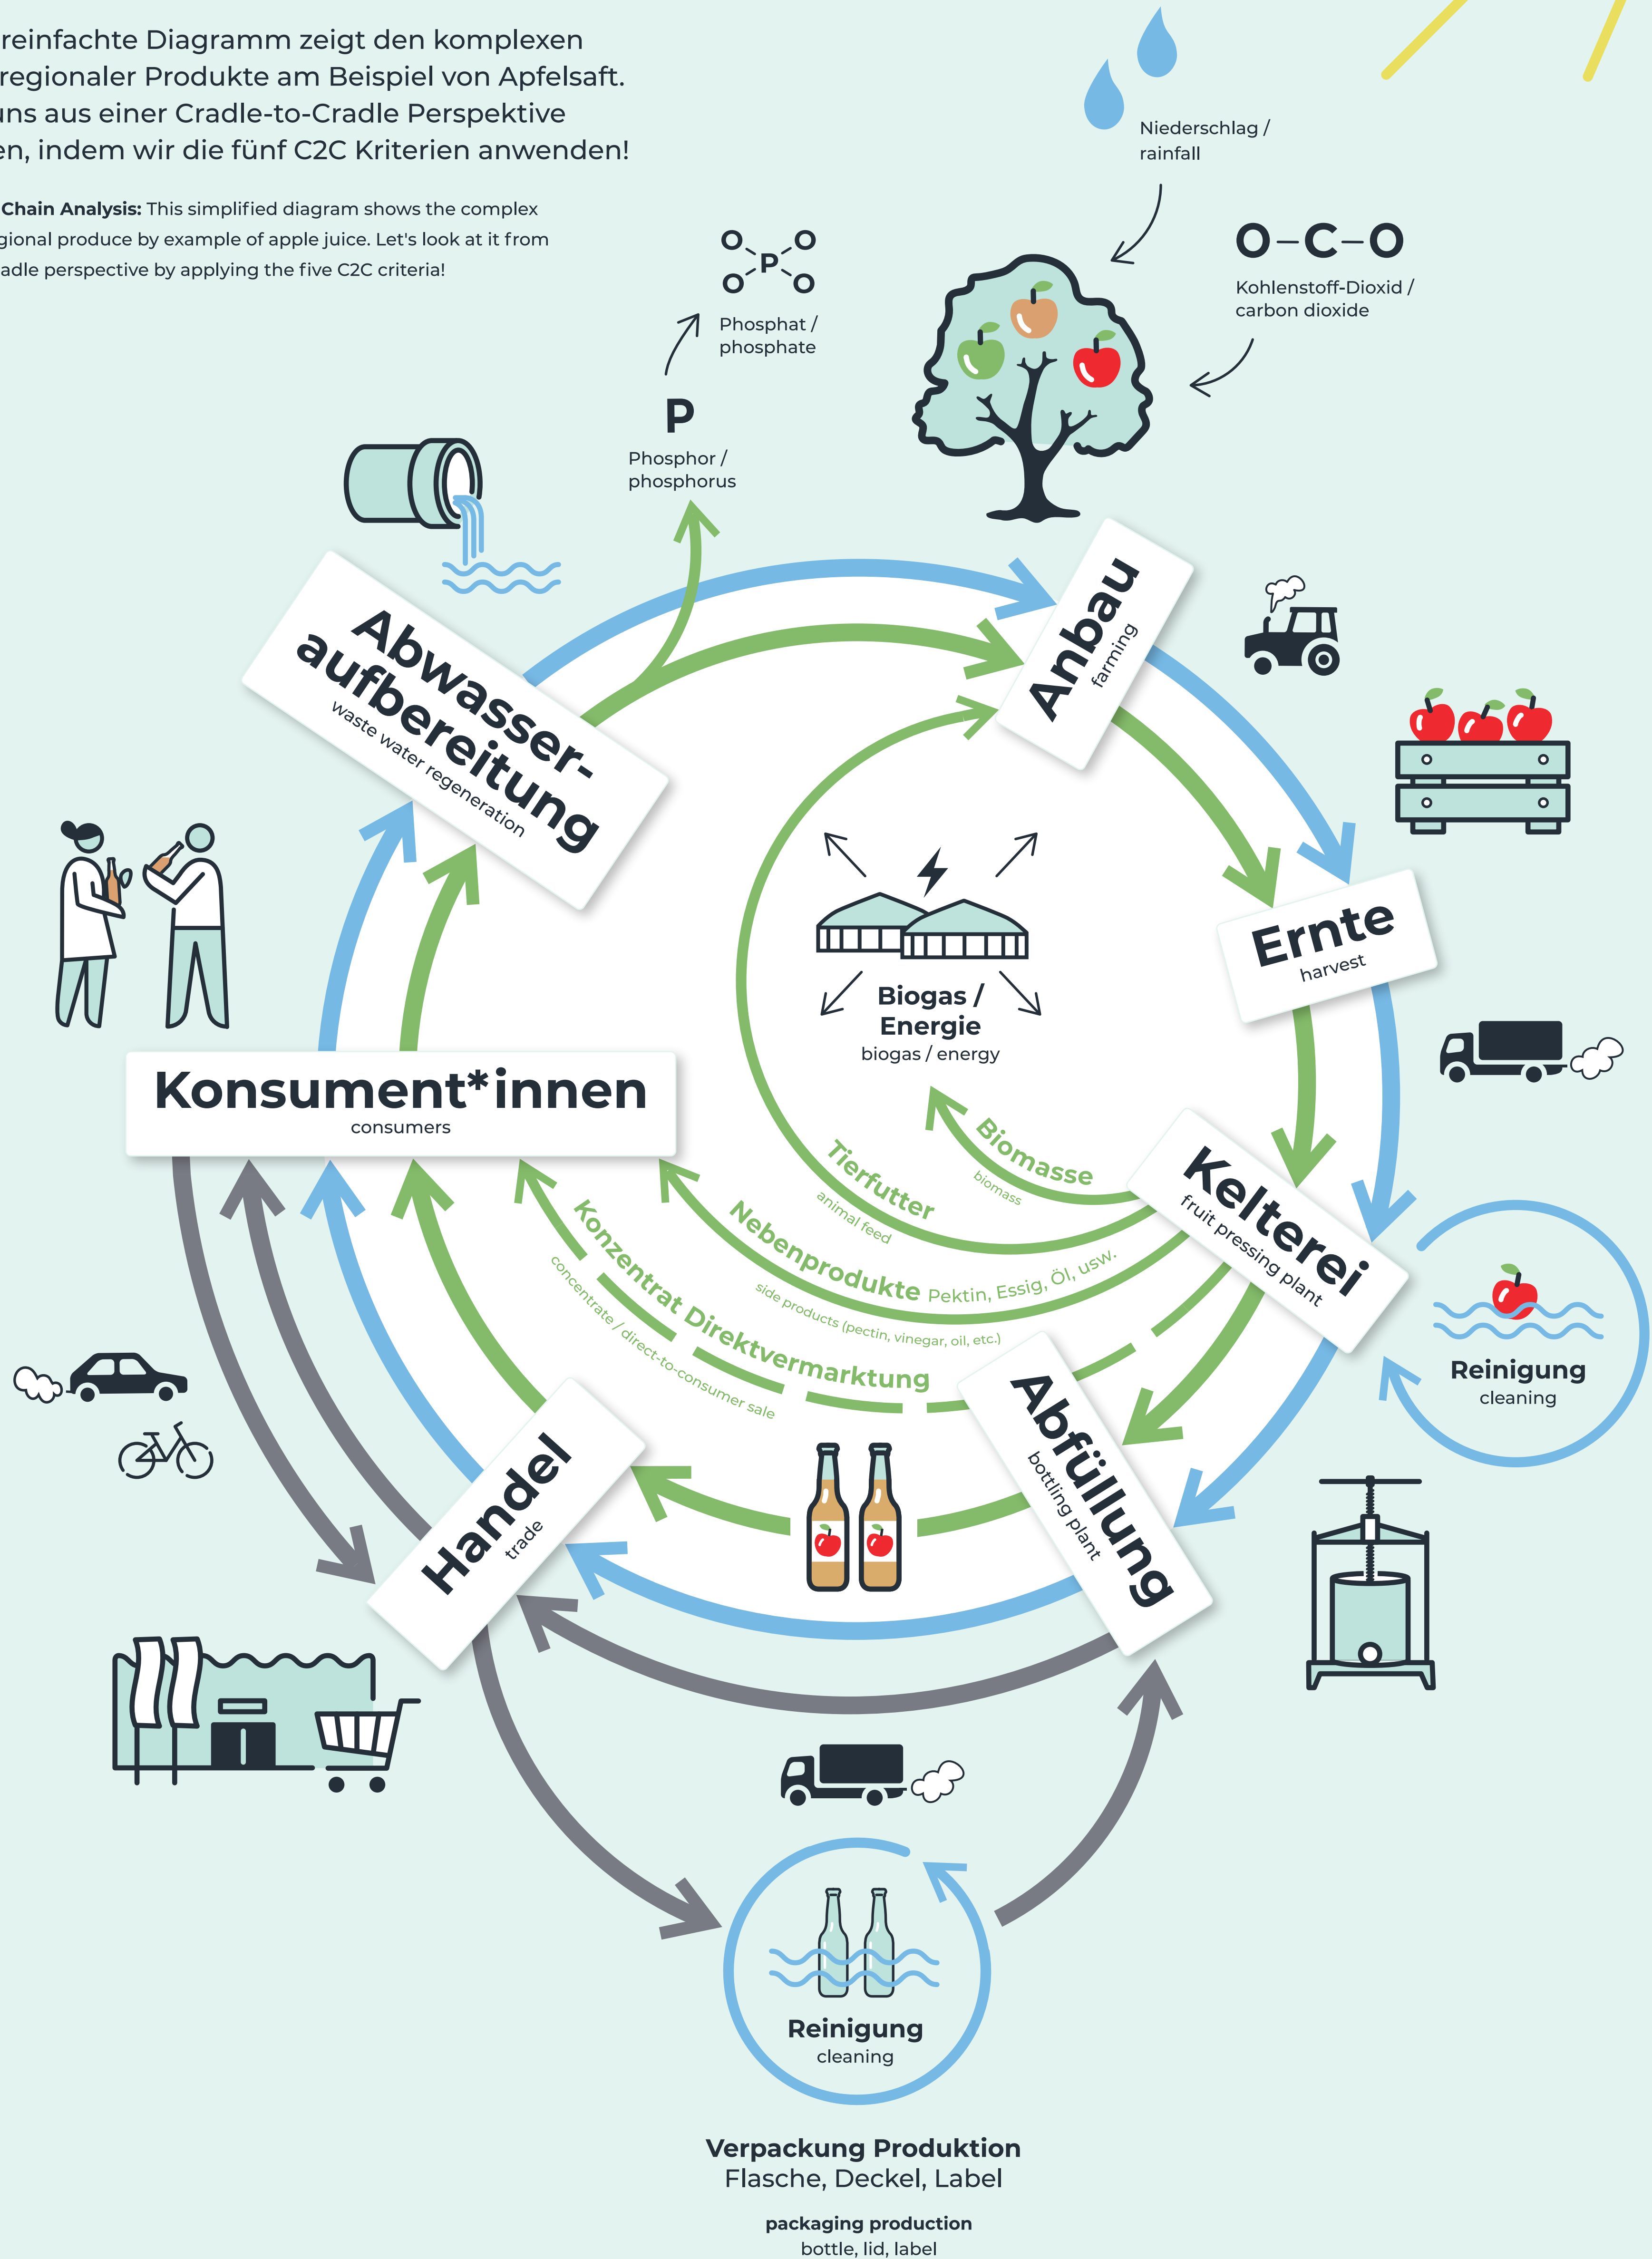 reinfachte Diagramm zeigt den komplexen
regionaler Produkte am Beispiel von Apfelsaft.
uns aus einer Cradle-to-Cradle Perspektive
en, indem wir die fünf C2C Kriterien anwenden!
Chain Analysis: This simplified diagram shows the complex
gional produce by example of apple juice. Let's look at it from
adle perspective by applying the five C2C criteria!
Niederschlag /
rainfall
O–C–O
Kohlenstoff-Dioxid /
carbon dioxide
O O
P
O O
Phosphat /
phosphate
P
Phosphor /
phosphorus
Anbau
farming
Abwasser-
aufbereitung
waste water regeneration
Ernte
harvest
Biogas /
Energie
biogas / energy
Konsument*innen
consumers
Biomasse
biomass
Tierfutter
animal feed
Kelterei
fruit pressing plant
Nebenprodukte Pektin, Essig, Öl, usw.
side products (pectin, vinegar, oil, etc.)
Konzentrat Direktvermarktung
concentrate / direct-to-consumer sale
Reinigung
cleaning
Abfüllung
bottling plant
Handel
trade
Reinigung
cleaning
Verpackung Produktion
Flasche, Deckel, Label
packaging production
bottle, lid, label